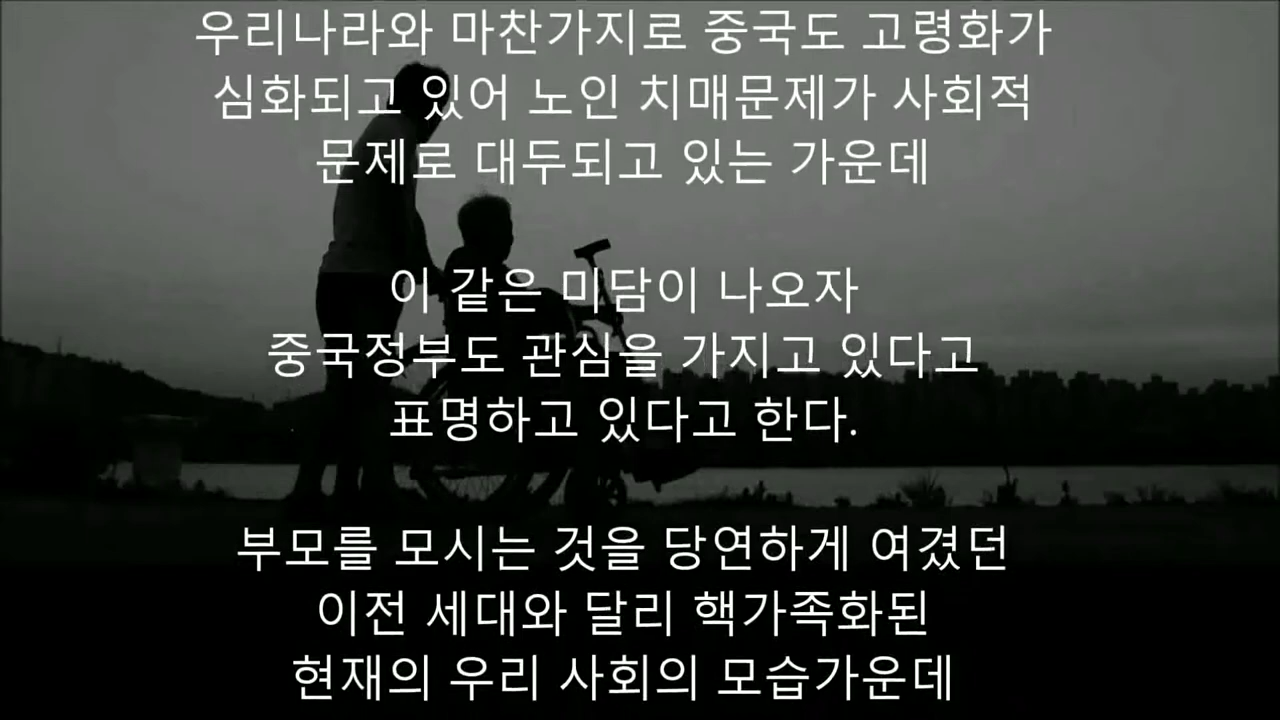 우리나라와 마찬가지로 중국도 고령화가
심화되고 있어 노인 치매문제가 사회적
문제로 대두되고 있는 가운데
이 같은 미담이 나오자
중국정부도 관심을 가지고 있다고
표명하고 있다고 한다.
부모를 모시는 것을 당연하게 여겼던
이전 세대와 달리 핵가족화된
현재의 우리 사회의 모습가운데